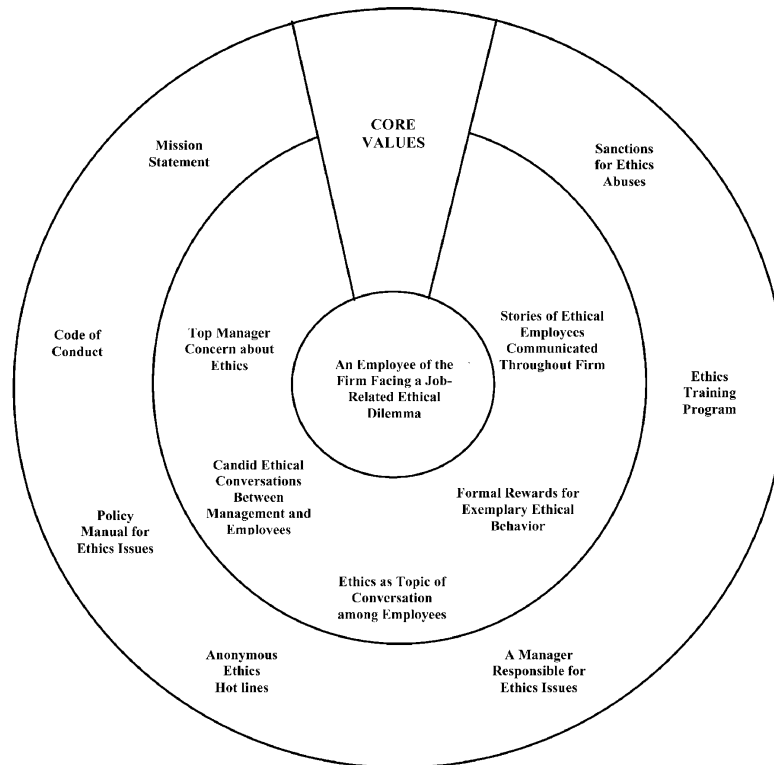 CORE
VALUES
Mission
Statement
Sanctions
for Ethics
Abuses
Code of
Conduct
Top Manager
Concern about
Ethics
An Employee of the
Firm Facing a Job-
Related Ethical
Dilemma
Stories of Ethical
Employees
Communicated
Throughout Firm
Ethics
Training
Program
Candid Ethical
Conversations
Between
Management and
Employees
Formal Rewards for
Exemplary Ethical
Behavior
Policy
Manual for
Ethics Issues
Ethics as Topic of
Conversation
among Employees
Anonymous
Ethics
Hot lines
A Manager
Responsible for
Ethics Issues